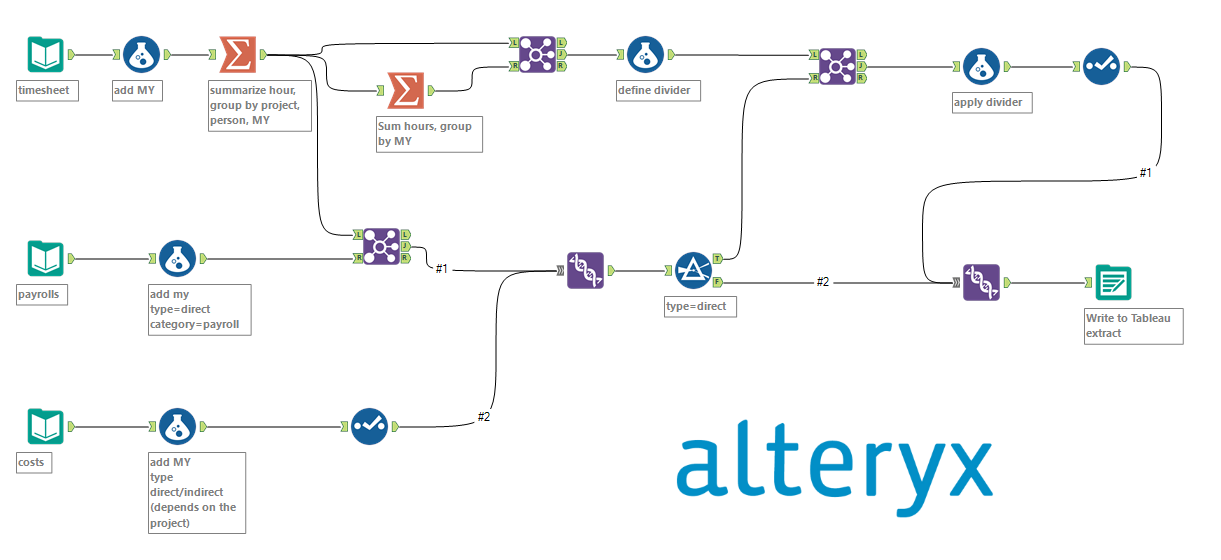 timesheet
add MY
summarize hour,
group by project,
person, MY
Sum hours, group
by MY
L
R
L
J
R
define divider
L
R
L
J
R
apply divider
#1
payrolls
add my
type=direct
category=payroll
L
R
L
J
R
#1
T
F
type=direct
#2
Write to Tableau
extract
costs
add MY
type
direct/indirect
(depends on the
project)
#2
alteryx